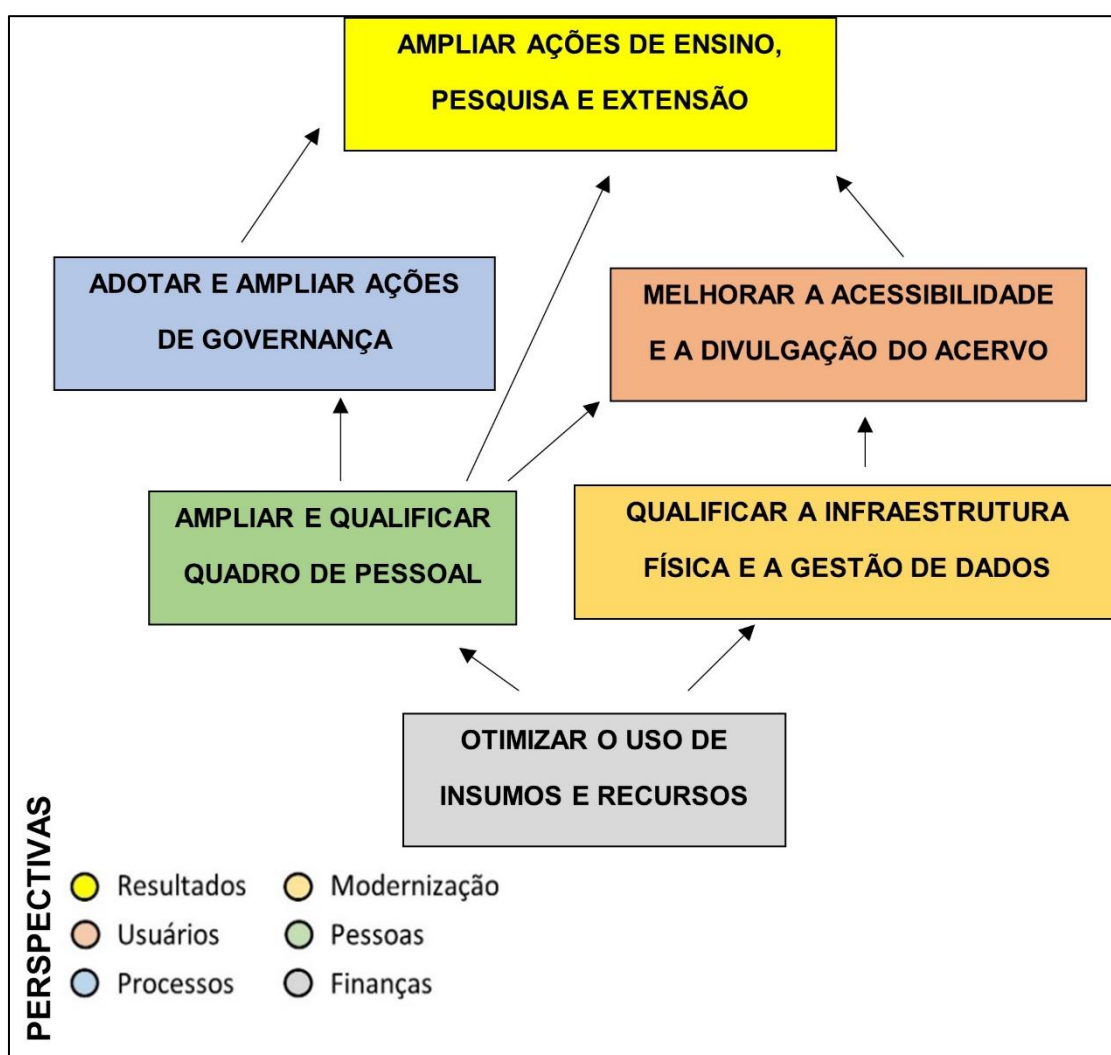 AMPLIAR AÇÕES DE ENSINO,
PESQUISA E EXTENSÃO
ADOTAR E AMPLIAR AÇÕES
DE GOVERNANÇA
MELHORAR A ACESSIBILIDADE
E A DIVULGAÇÃO DO ACERVO
AMPLIAR E QUALIFICAR
QUADRO DE PESSOAL
QUALIFICAR A INFRAESTRUTURA
FÍSICA E A GESTÃO DE DADOS
OTIMIZAR O USO DE
INSUMOS E RECURSOS
PERSPECTIVAS
Resultados
Usuários
Processos
Modernização
Pessoas
Finanças